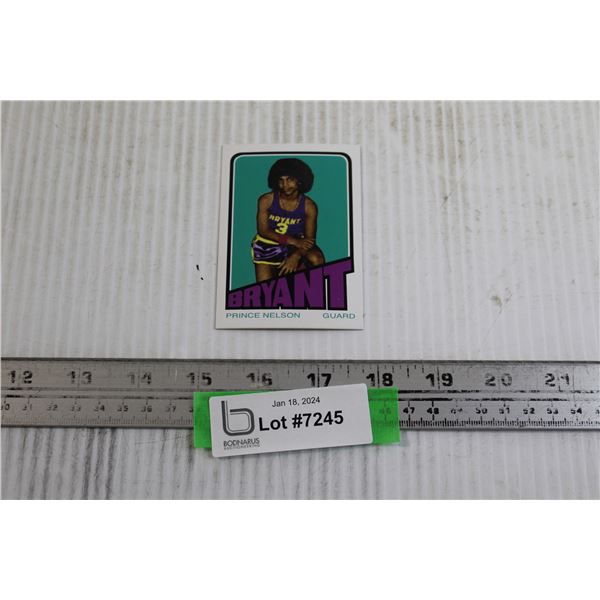 BRYANT
3
BRYANT
PRINCE NELSON GUARD
12 13 14 15 16 17 18 19 20 21
Jan 18, 2024
Lot #7245
BODNARUS
AUCTIONEERING